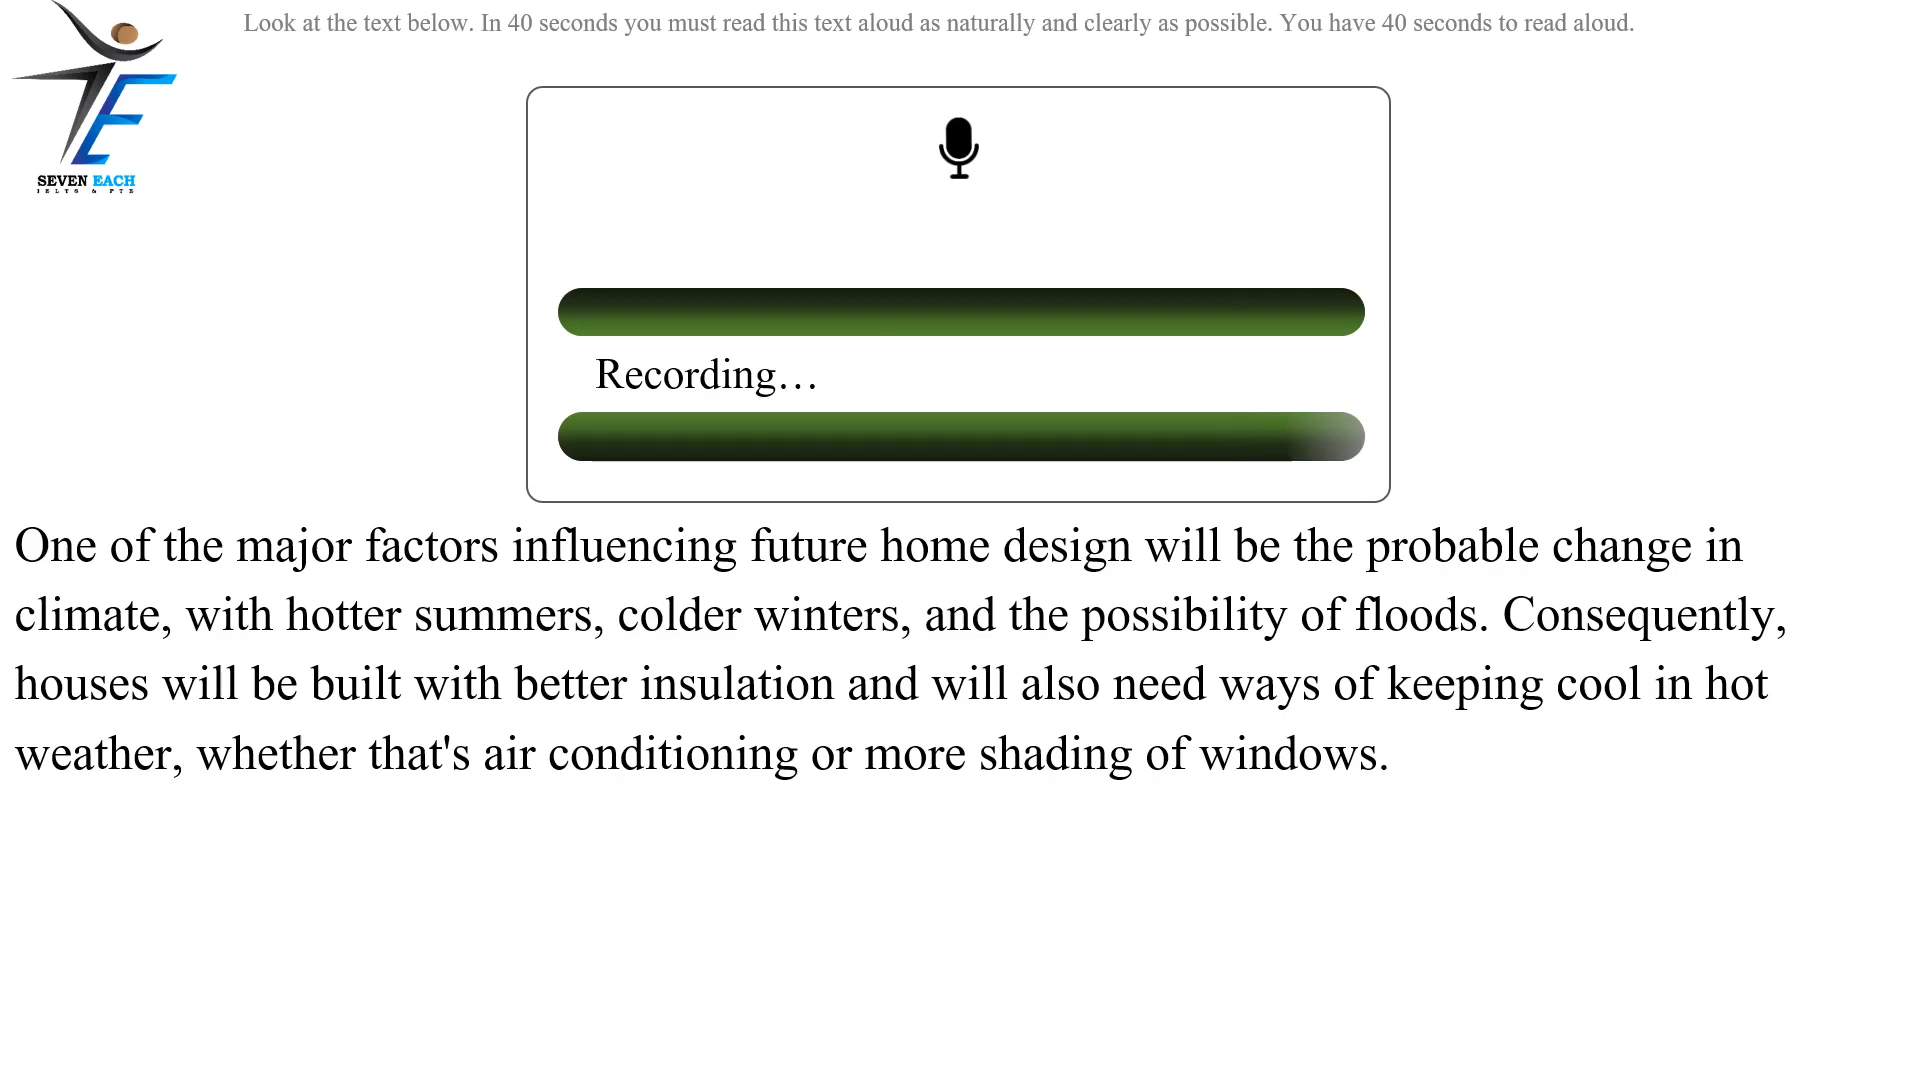 Look at the text below. In 40 seconds you must read this text aloud as naturally and clearly as possible. You have 40 seconds to read aloud.
SEVEN EACH
IELTS & PTE
Recording…
One of the major factors influencing future home design will be the probable change in
climate, with hotter summers, colder winters, and the possibility of floods. Consequently,
houses will be built with better insulation and will also need ways of keeping cool in hot
weather, whether that's air conditioning or more shading of windows.